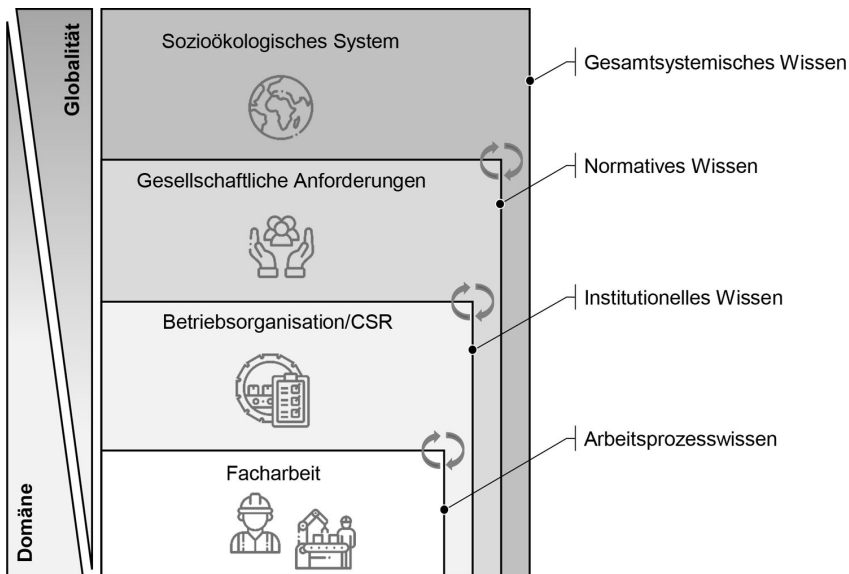 Globalität
Domäne
Sozioökologisches System
Gesellschaftliche Anforderungen
Betriebsorganisation/CSR
Facharbeit
Gesamtsystemisches Wissen
Normatives Wissen
Institutionelles Wissen
Arbeitsprozesswissen